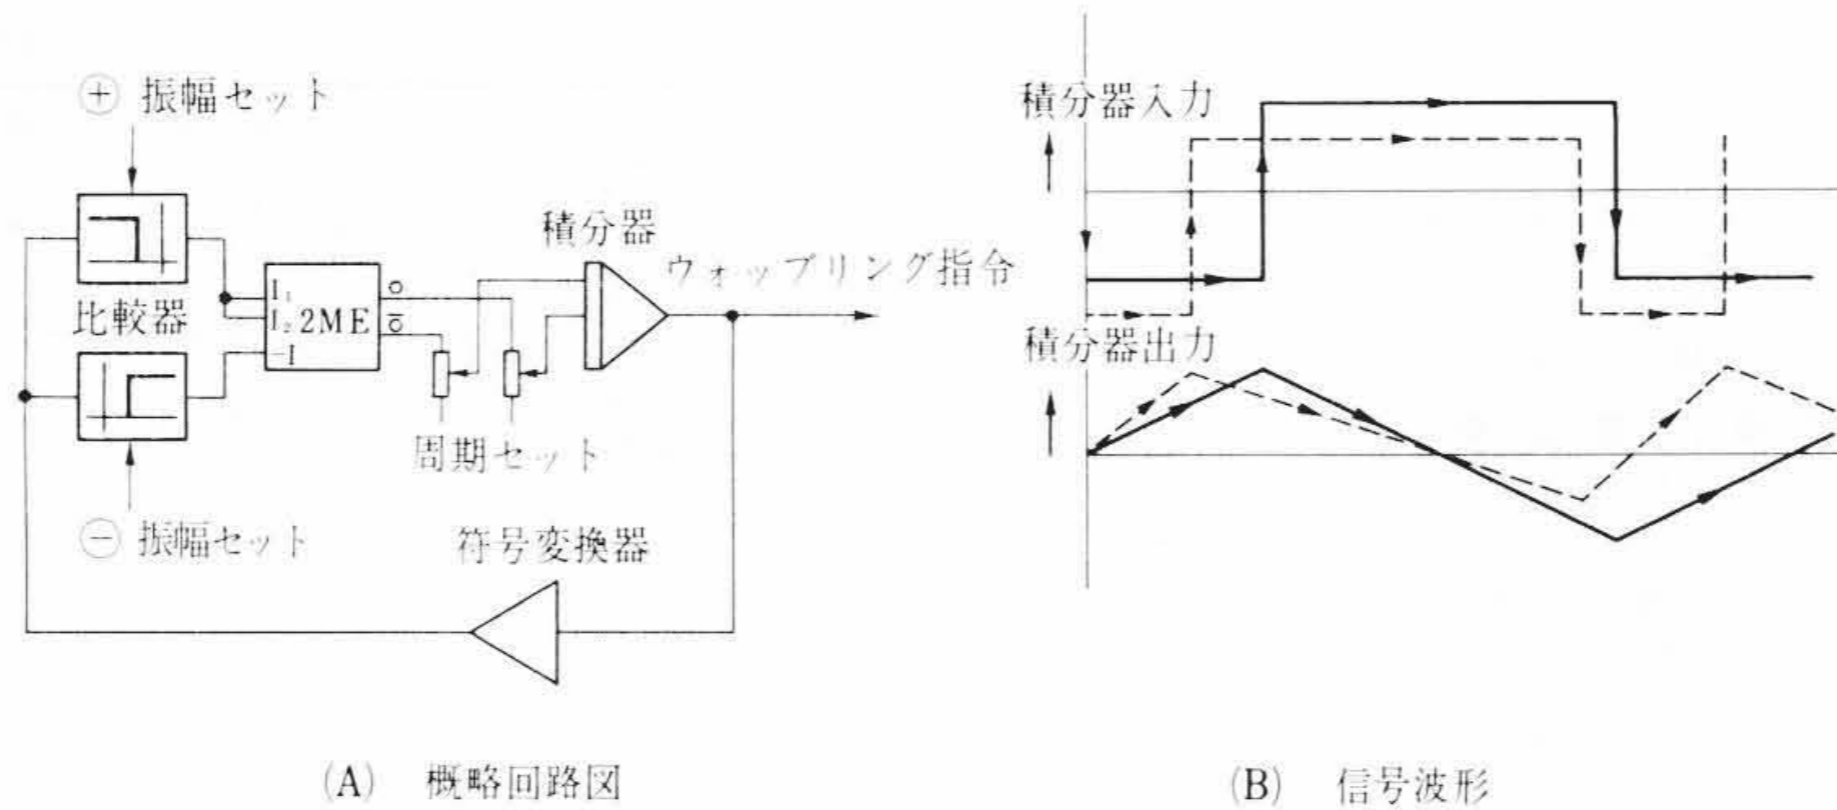 ⊕ 振幅セット
比較器
⊖ 振幅セット
I₁
I₂ 2ME
-I
O
O̅
積分器
ウォッブリング指令
周期セット
符号変換器
(A) 概略回路図
積分器入力
積分器出力
(B) 信号波形